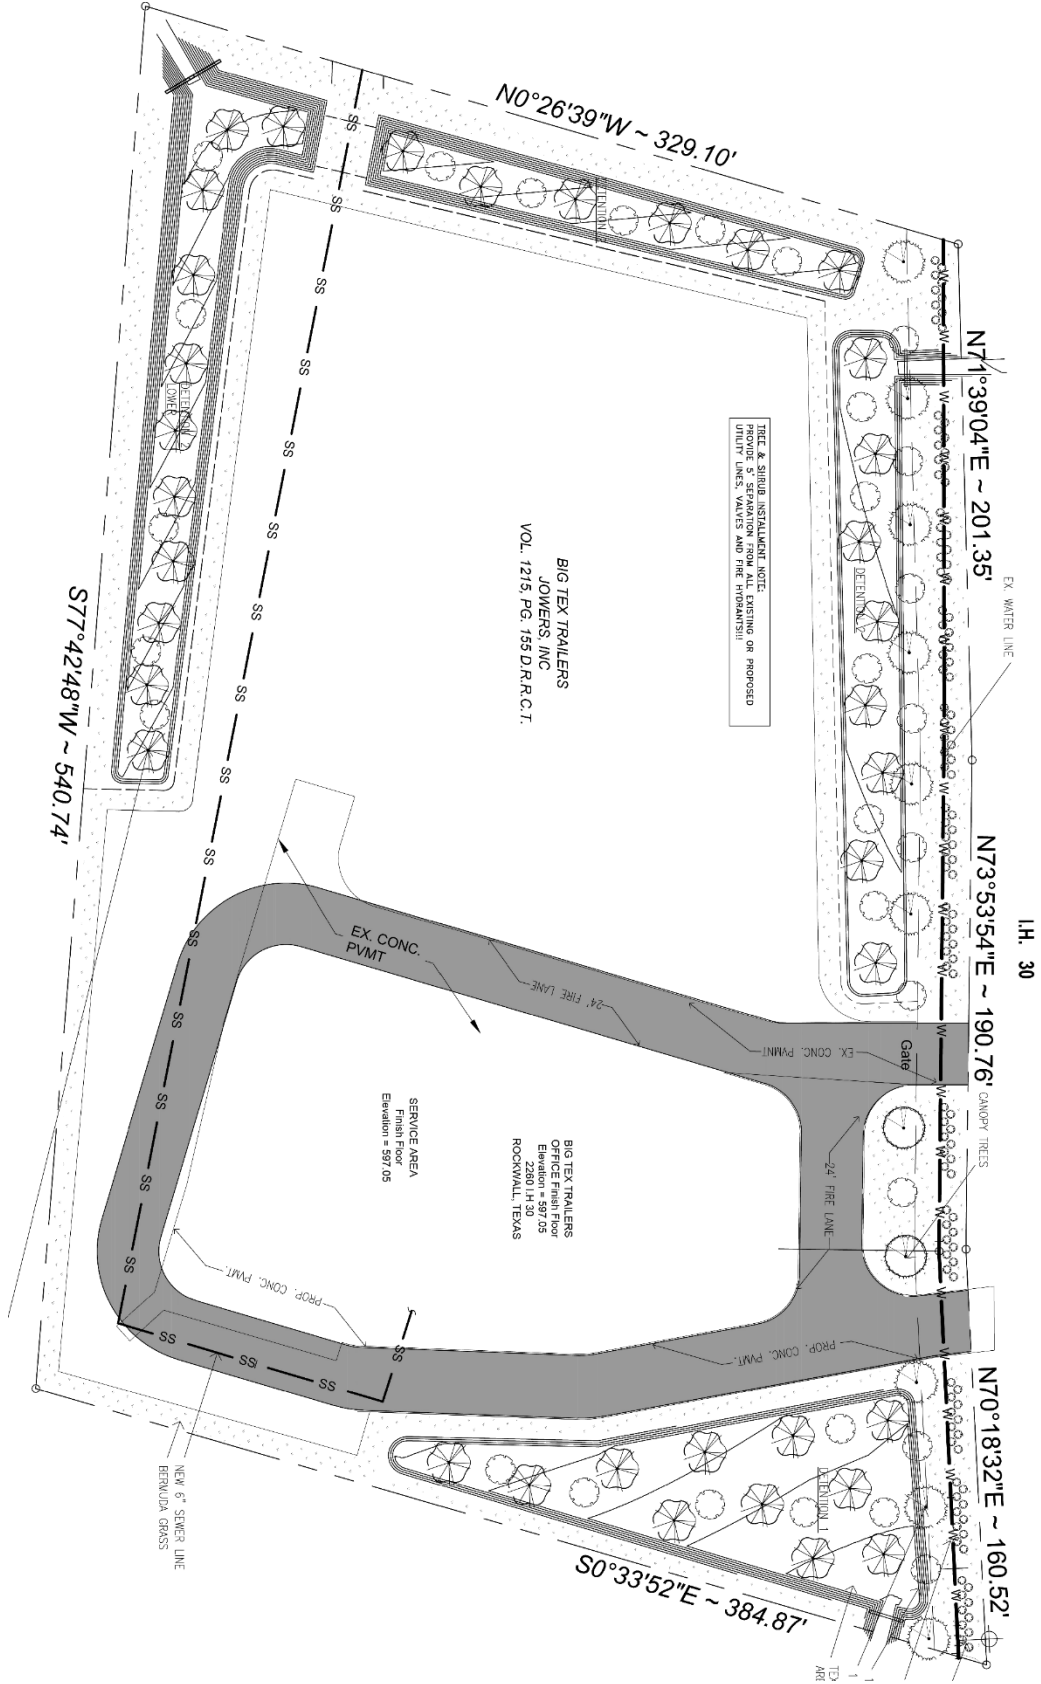 I.H. 30
N0°26'39"W ~ 329.10'
N71°39'04"E ~ 201.35'
N73°53'54"E ~ 190.76'
N70°18'32"E ~ 160.52'
S0°33'52"E ~ 384.87'
S77°42'48"W ~ 540.74'
EX. WATER LINE
CANOPY TREES
TREE & SHRUB INSTALLMENT NOTE:
PROVIDE 5' SEPARATION FROM ALL EXISTING OR PROPOSED
UTILITY LINES, VALVES AND FIRE HYDRANTS!!!
BIG TEX TRAILERS
JOWERS, INC
VOL. 1215, PG. 155 D.R.R.C.T.
DETENTION
DETENTION
DETENTION 2
LOWER
DETENTION 1
EX. CONC.
PVMT
24' FIRE LANE
EX. CONC. PVMNT
Gate
24' FIRE LANE
BIG TEX TRAILERS
OFFICE Finish Floor
Elevation = 597.05
2260 I.H 30
ROCKWALL, TEXAS
SERVICE AREA
Finish Floor
Elevation = 597.05
PROP. CONC. PVMT.
PROP. CONC. PVMT.
NEW 6" SEWER LINE
BERMUDA GRASS